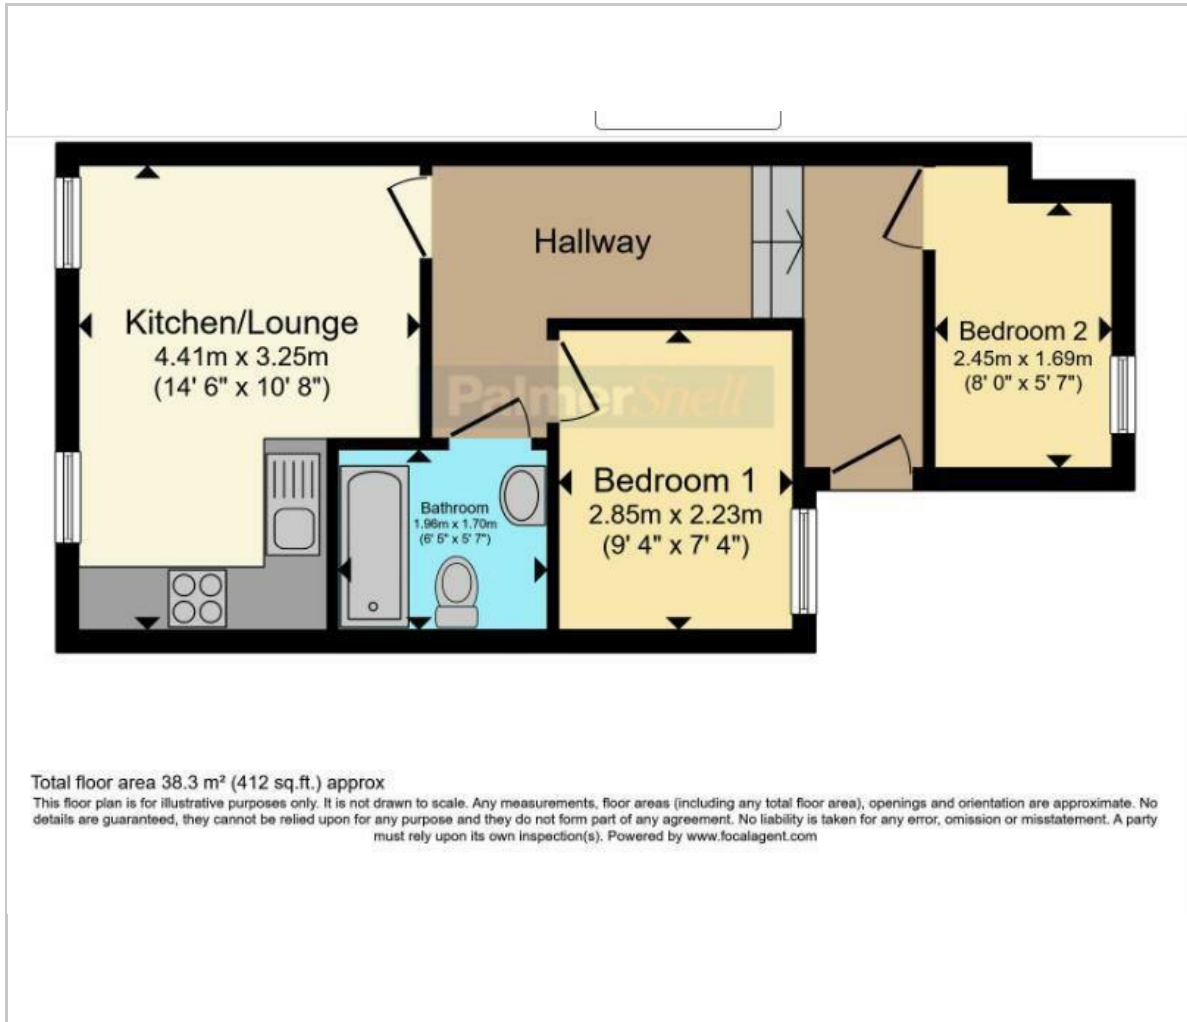 Hallway
Kitchen/Lounge
4.41m x 3.25m
(14' 6" x 10' 8")
Bedroom 2
2.45m x 1.69m
(8' 0" x 5' 7")
PalmerSnell
Bedroom 1
2.85m x 2.23m
(9' 4" x 7' 4")
Bathroom
1.96m x 1.70m
(6' 5" x 5' 7")
Total floor area 38.3 m² (412 sq.ft.) approx
This floor plan is for illustrative purposes only. It is not drawn to scale. Any measurements, floor areas (including any total floor area), openings and orientation are approximate. No
details are guaranteed, they cannot be relied upon for any purpose and they do not form part of any agreement. No liability is taken for any error, omission or misstatement. A party
must rely upon its own inspection(s). Powered by www.focalagent.com